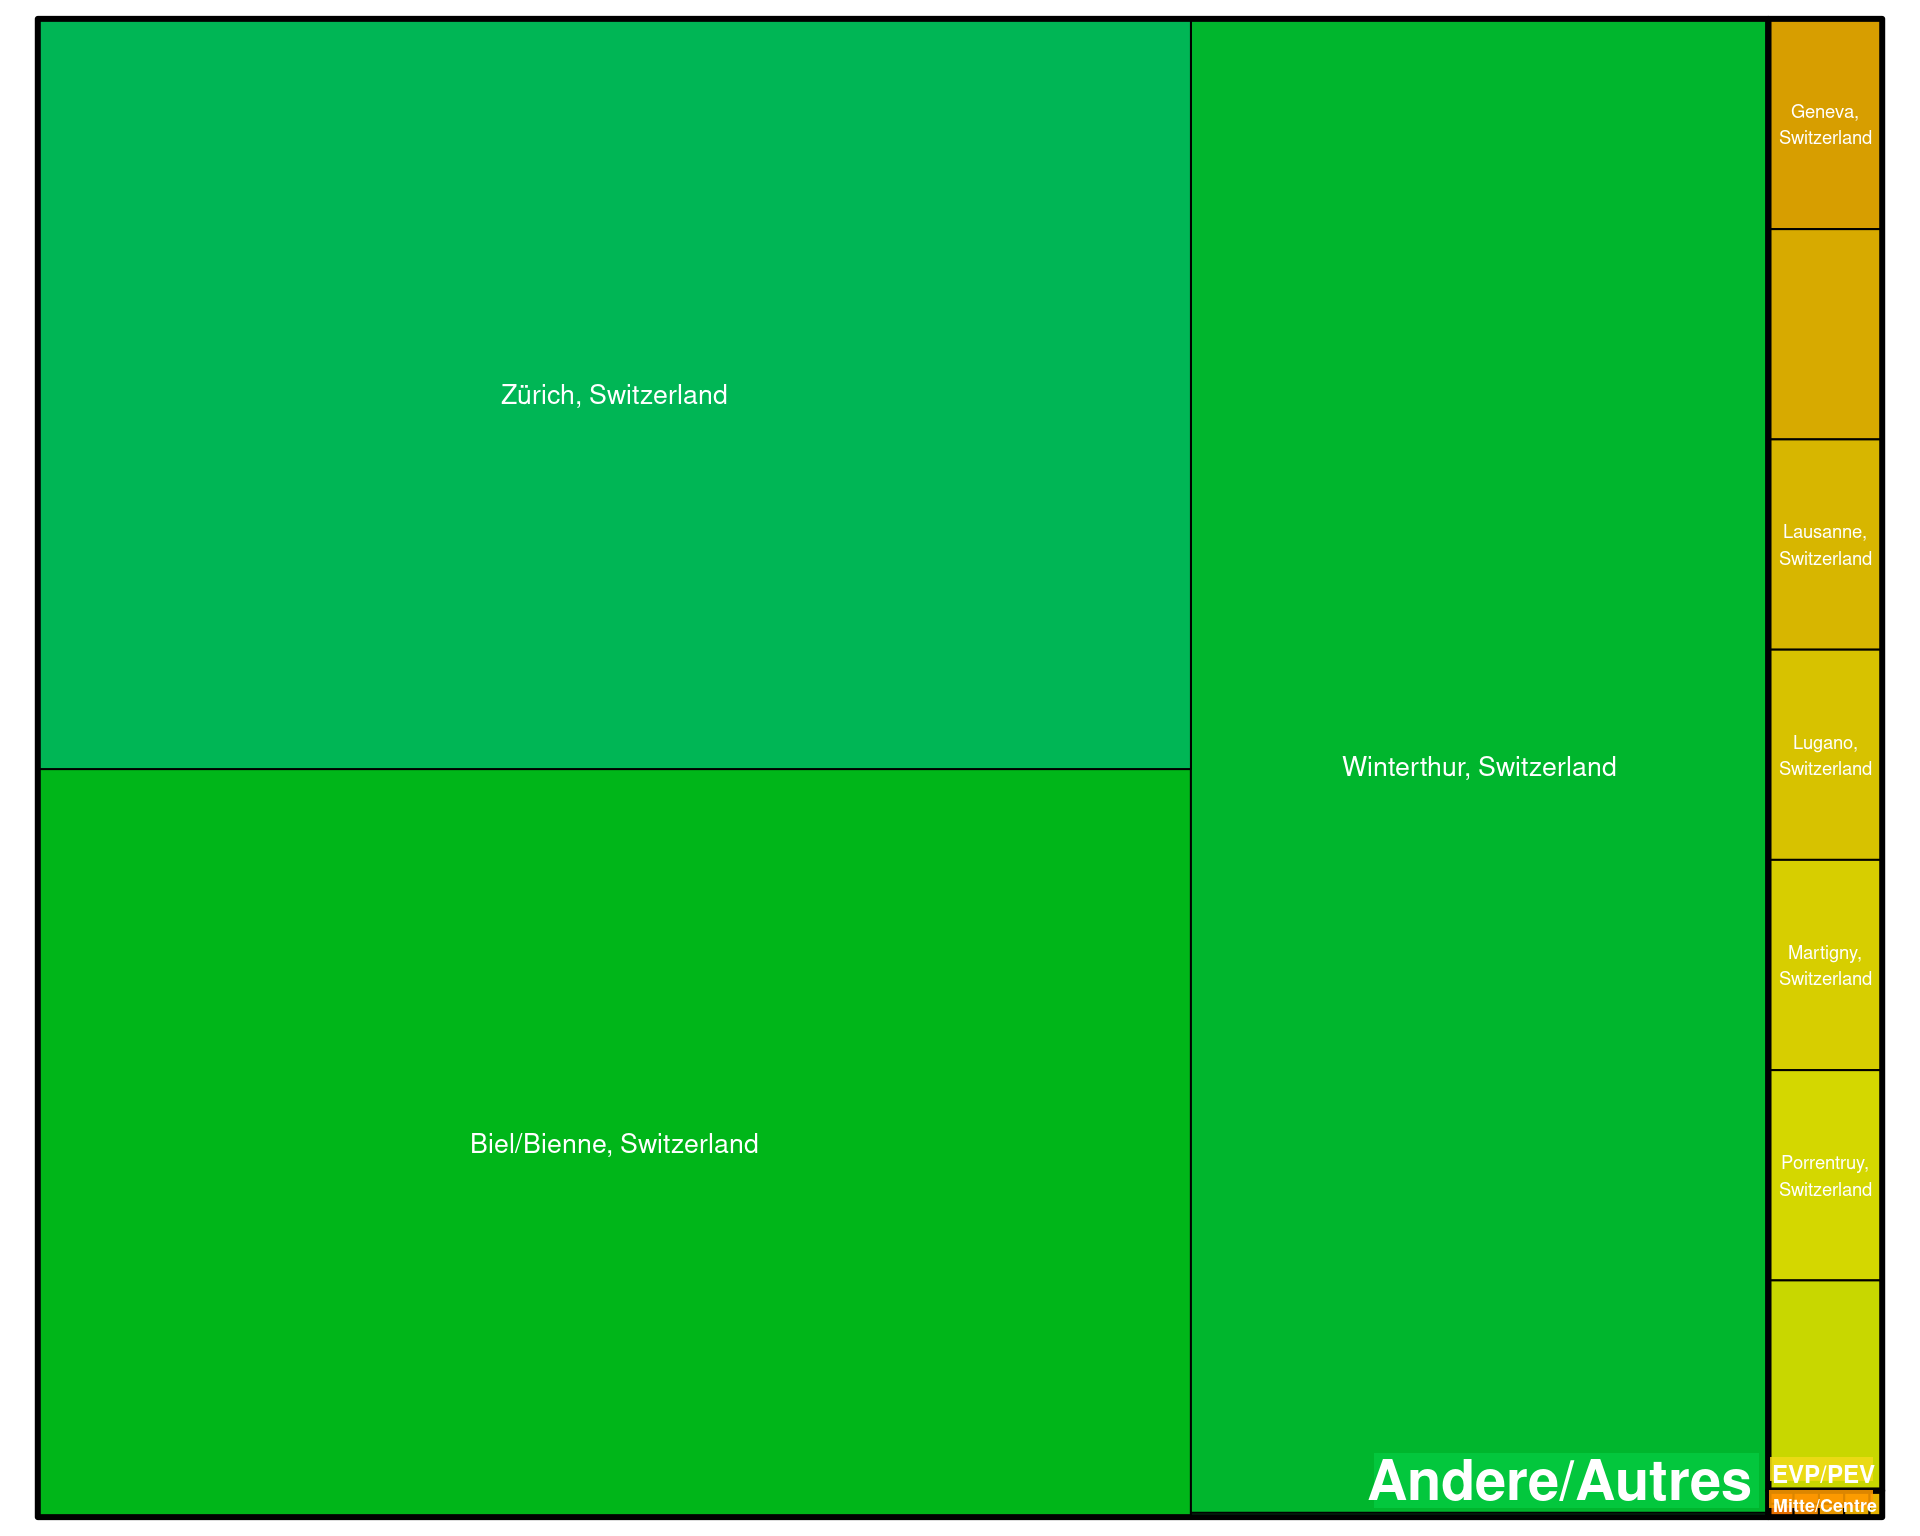 Zürich, Switzerland
Biel/Bienne, Switzerland
Winterthur, Switzerland
Andere/Autres
Geneva,
Switzerland
Lausanne,
Switzerland
Lugano,
Switzerland
Martigny,
Switzerland
Porrentruy,
Switzerland
EVP/PEV
Mitte/Centre